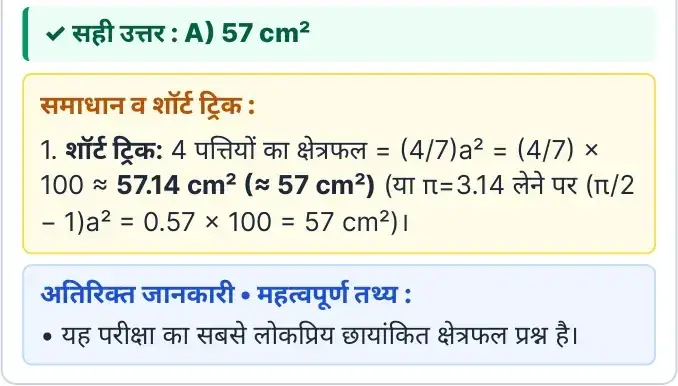 ✓ सही उत्तर : A) 57 cm²
समाधान व शॉर्ट ट्रिक :
1. शॉर्ट ट्रिक: 4 पत्तियों का क्षेत्रफल = (4/7)a² = (4/7) ×
100 ≈ 57.14 cm² (≈ 57 cm²) (या π=3.14 लेने पर (π/2
− 1)a² = 0.57 × 100 = 57 cm²)।
अतिरिक्त जानकारी • महत्वपूर्ण तथ्य :
• यह परीक्षा का सबसे लोकप्रिय छायांकित क्षेत्रफल प्रश्न है।